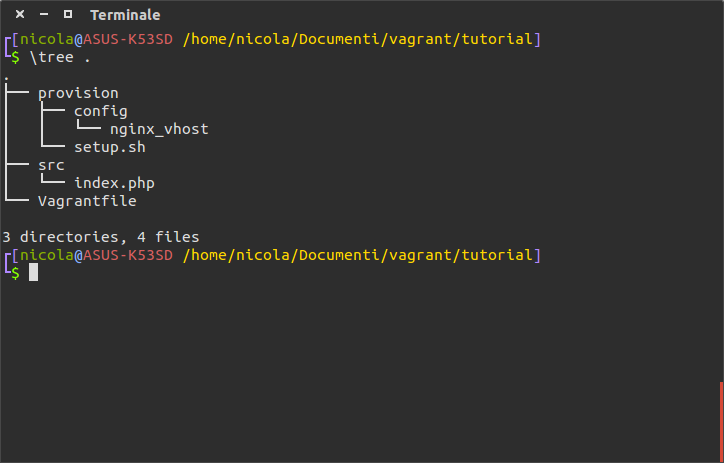 Terminale
[nicola@ASUS-K53SD /home/nicola/Documenti/vagrant/tutorial]
$ \tree .
.
├── provision
│   ├── config
│   │   └── nginx_vhost
│   └── setup.sh
├── src
│   └── index.php
└── Vagrantfile
3 directories, 4 files
[nicola@ASUS-K53SD /home/nicola/Documenti/vagrant/tutorial]
$